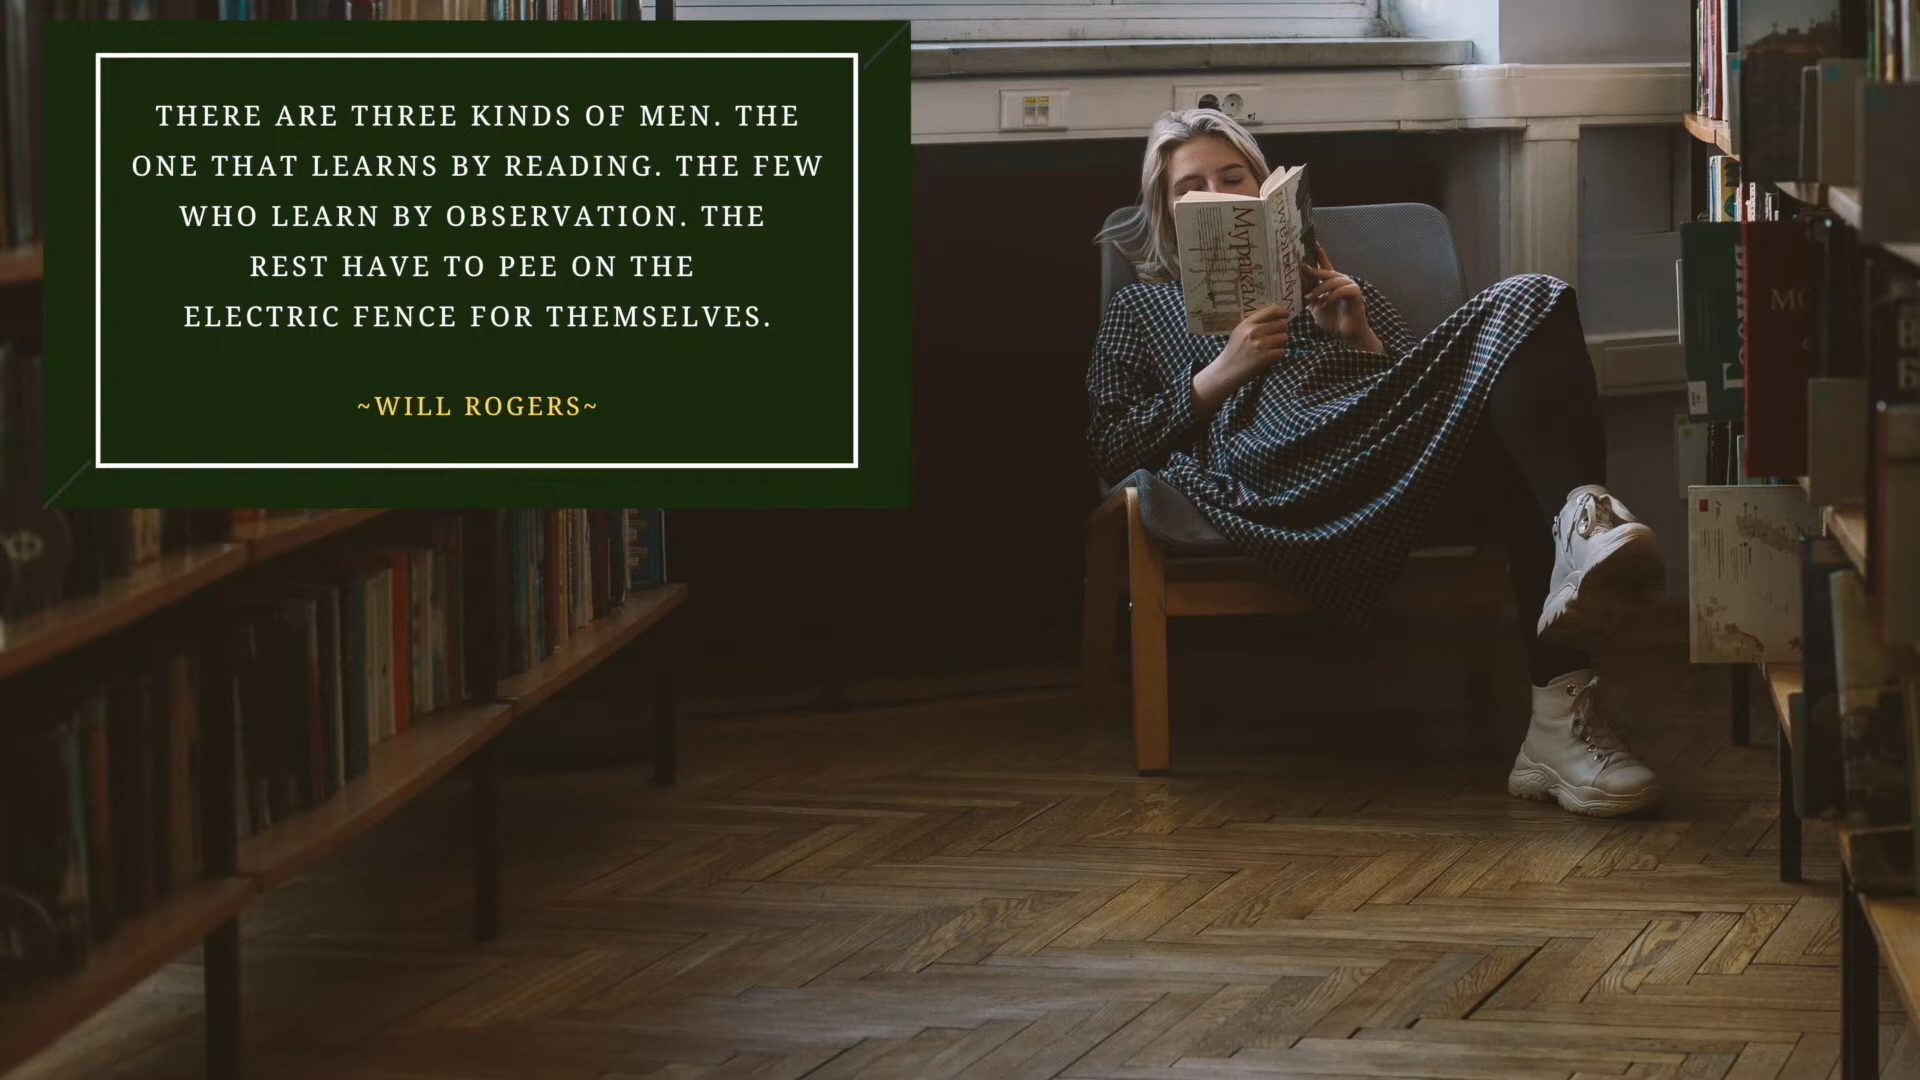 THERE ARE THREE KINDS OF MEN. THE
ONE THAT LEARNS BY READING. THE FEW
WHO LEARN BY OBSERVATION. THE
REST HAVE TO PEE ON THE
ELECTRIC FENCE FOR THEMSELVES.
~WILL ROGERS~